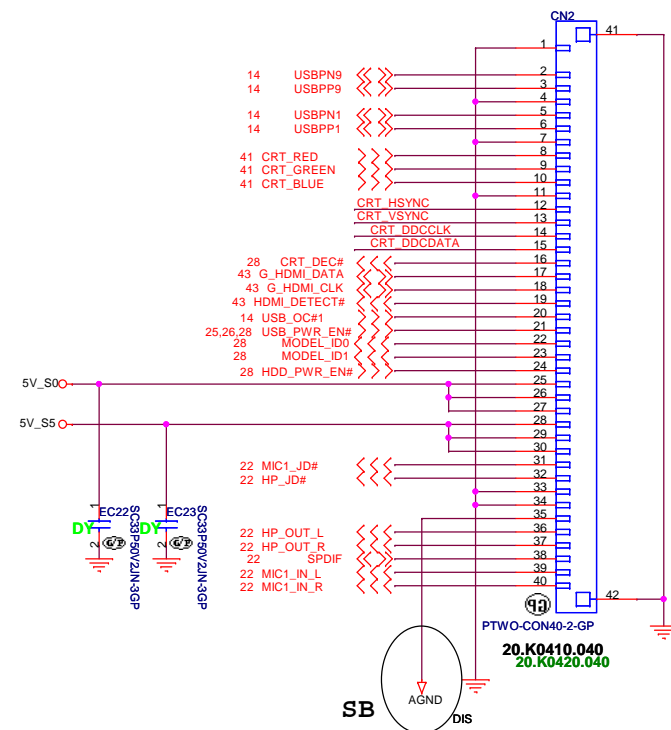 CN2
41
1
14 USBPN9 2
14 USBPP9 3
4
14 USBPN1 5
14 USBPP1 6
7
41 CRT_RED 8
41 CRT_GREEN 9
41 CRT_BLUE 10
11
CRT_HSYNC 12
CRT_VSYNC 13
CRT_DDCCLK 14
CRT_DDCDATA 15
28 CRT_DEC# 16
43 G_HDMI_DATA 17
43 G_HDMI_CLK 18
43 HDMI_DETECT# 19
14 USB_OC#1 20
25,26,28 USB_PWR_EN# 21
28 MODEL_ID0 22
28 MODEL_ID1 23
28 HDD_PWR_EN# 24
5V_S0 25
26
27
5V_S5 28
29
30
22 MIC1_JD# 31
22 HP_JD# 32
33
34
35
22 HP_OUT_L 36
22 HP_OUT_R 37
22 SPDIF 38
22 MIC1_IN_L 39
22 MIC1_IN_R 40
42
1 EC22
DY
2 G/P
SC33P50V2JN-3GP
1 EC23
DY
2 G/P
SC33P50V2JN-3GP
GP
PTWO-CON40-2-GP
20.K0410.040
20.K0420.040
AGND
SB
DIS